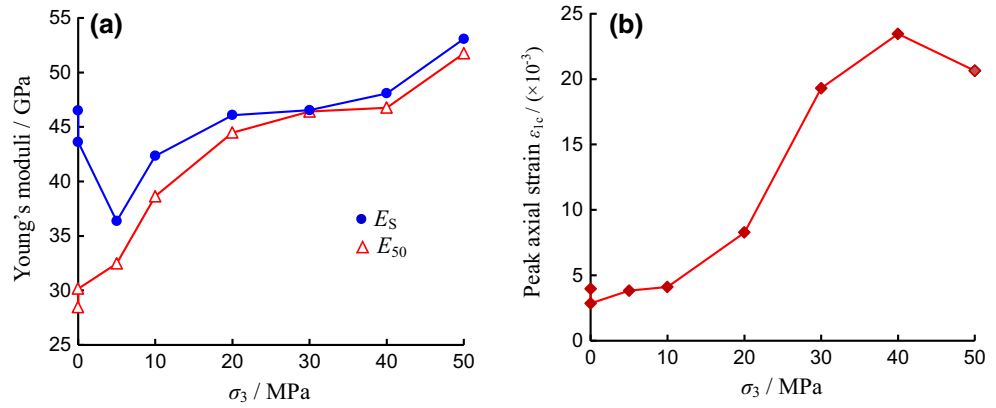 (a)
Young's moduli / GPa
55
50
45
40
35
30
25
E_S
E_50
0 10 20 30 40 50
σ_3 / MPa
(b)
Peak axial strain ε_1c / (×10^-3)
25
20
15
10
5
0
0 10 20 30 40 50
σ_3 / MPa